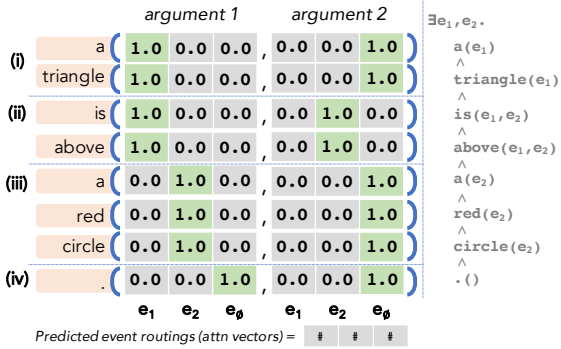 argument 1 argument 2
∃e₁,e₂.
(i) a ( 1.0 0.0 0.0 , 0.0 0.0 1.0 ) a(e₁)
∧
triangle ( 1.0 0.0 0.0 , 0.0 0.0 1.0 ) triangle(e₁)
∧
(ii) is ( 1.0 0.0 0.0 , 0.0 1.0 0.0 ) is(e₁,e₂)
∧
above ( 1.0 0.0 0.0 , 0.0 1.0 0.0 ) above(e₁,e₂)
∧
(iii) a ( 0.0 1.0 0.0 , 0.0 0.0 1.0 ) a(e₂)
∧
red ( 0.0 1.0 0.0 , 0.0 0.0 1.0 ) red(e₂)
∧
circle ( 0.0 1.0 0.0 , 0.0 0.0 1.0 ) circle(e₂)
∧
(iv) . ( 0.0 0.0 1.0 , 0.0 0.0 1.0 ) .()
e₁ e₂ eø e₁ e₂ eø
Predicted event routings (attn vectors) = # # #